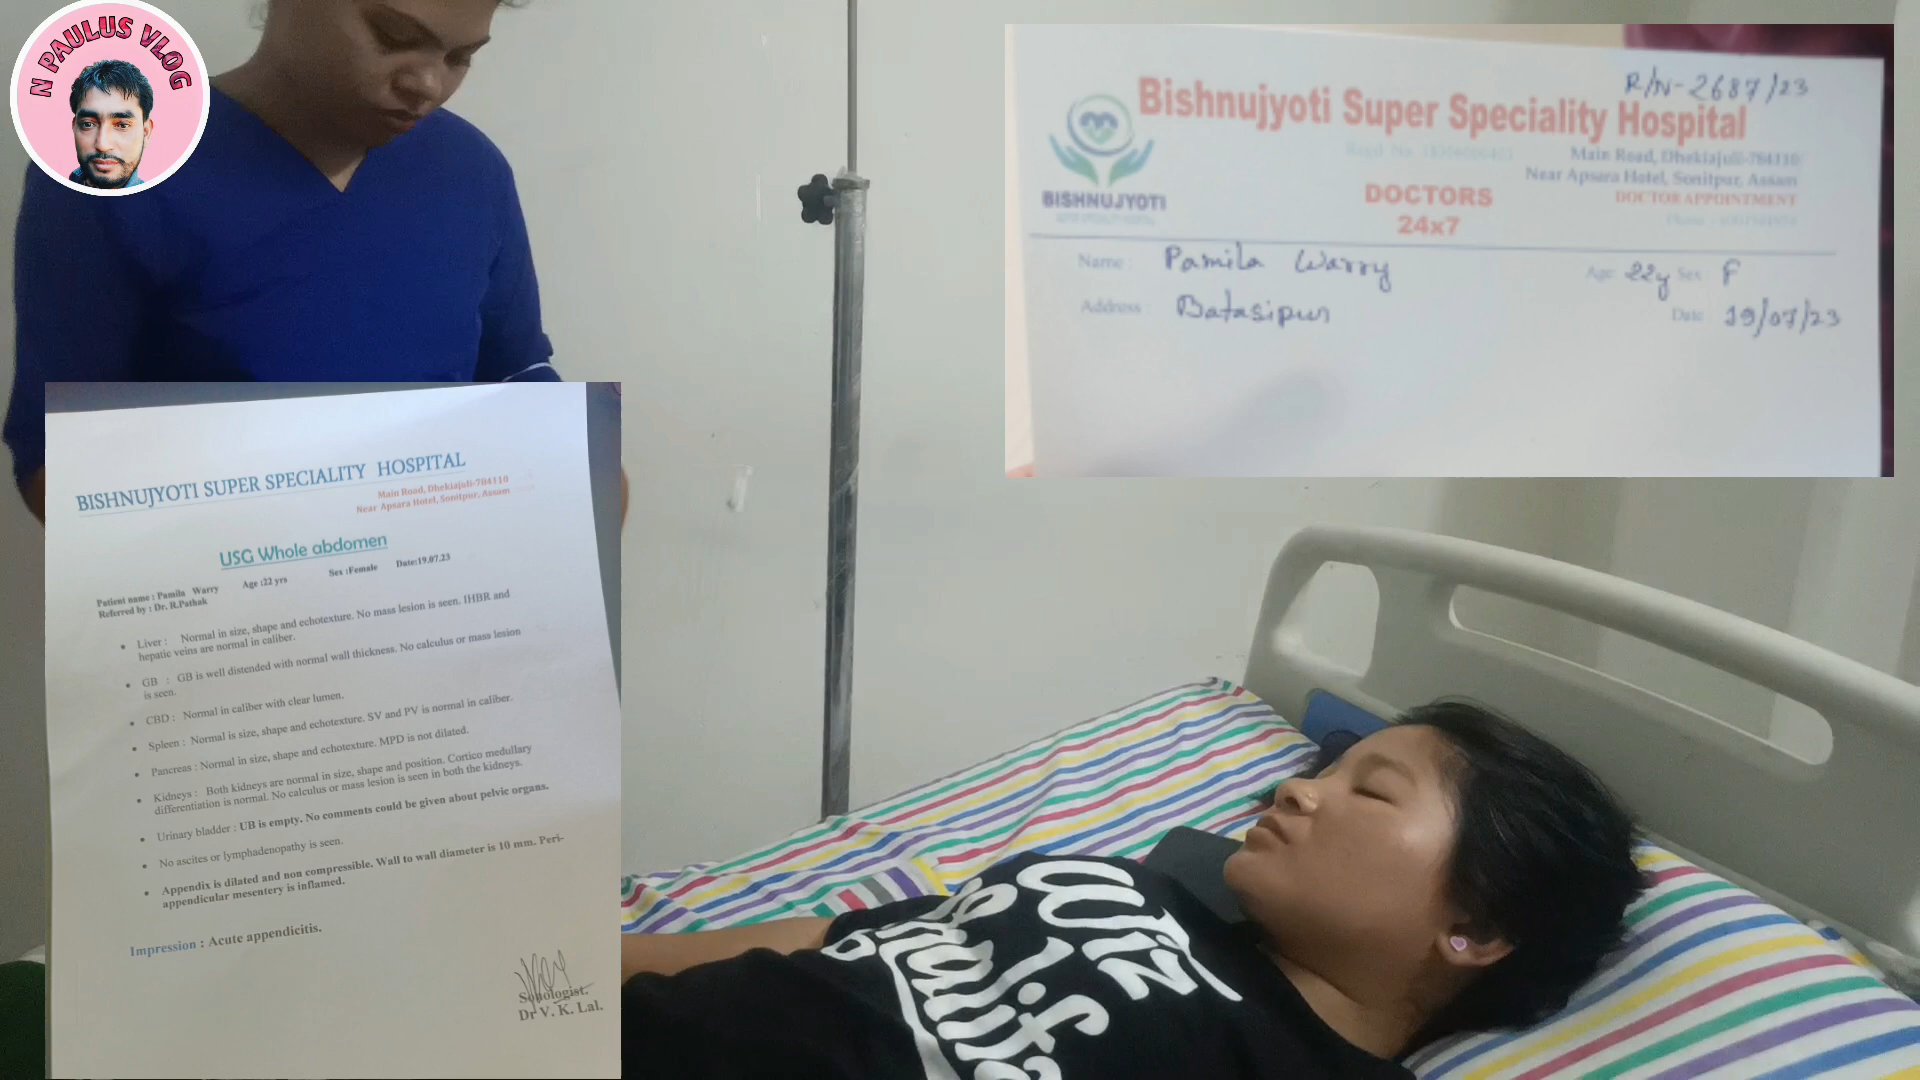 N PAULUS VLOG
R/N-2687/23
Bishnujyoti Super Speciality Hospital
Main Road, Dhekiajuli-784110
Near Apsara Hotel, Sonitpur, Assam
DOCTOR APPOINTMENT
BISHNUJYOTI
DOCTORS
24x7
Name : Pamila Warry Age 22y Sex F
Address : Batasipur Date 19/07/23
BISHNUJYOTI SUPER SPECIALITY HOSPITAL
Main Road, Dhekiajuli-784110
Near Apsara Hotel, Sonitpur, Assam
USG Whole abdomen
Patient name : Pamila Warry Age :22 yrs Sex :Female Date:19.07.23
Referred by : Dr. R.Pathak
• Liver : Normal in size, shape and echotexture. No mass lesion is seen. IHBR and
hepatic veins are normal in caliber.
• GB : GB is well distended with normal wall thickness. No calculus or mass lesion
is seen.
• CBD : Normal in caliber with clear lumen.
• Spleen : Normal is size, shape and echotexture. SV and PV is normal in caliber.
• Pancreas : Normal in size, shape and echotexture. MPD is not dilated.
• Kidneys : Both kidneys are normal in size, shape and position. Cortico medullary
differentiation is normal. No calculus or mass lesion is seen in both the kidneys.
• Urinary bladder : UB is empty. No comments could be given about pelvic organs.
• No ascites or lymphadenopathy is seen.
• Appendix is dilated and non compressible. Wall to wall diameter is 10 mm. Peri-
appendicular mesentery is inflamed.
Impression : Acute appendicitis.
Sonologist.
Dr V. K. Lal.
Wiz